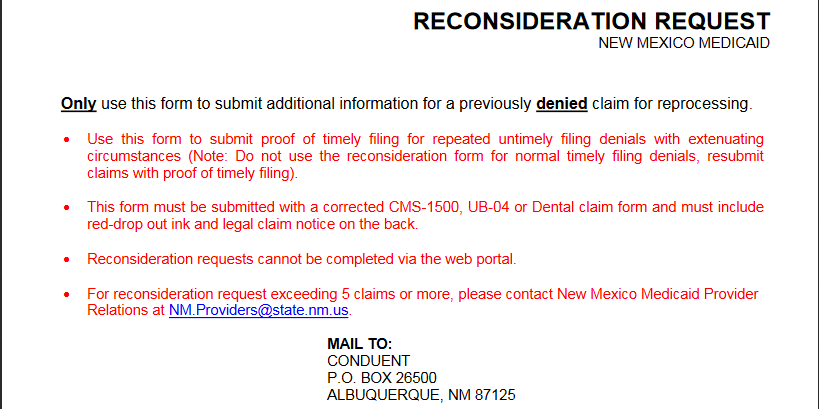 RECONSIDERATION REQUEST
NEW MEXICO MEDICAID
Only use this form to submit additional information for a previously denied claim for reprocessing.
• Use this form to submit proof of timely filing for repeated untimely filing denials with extenuating
circumstances (Note: Do not use the reconsideration form for normal timely filing denials, resubmit
claims with proof of timely filing).
• This form must be submitted with a corrected CMS-1500, UB-04 or Dental claim form and must include
red-drop out ink and legal claim notice on the back.
• Reconsideration requests cannot be completed via the web portal.
• For reconsideration request exceeding 5 claims or more, please contact New Mexico Medicaid Provider
Relations at NM.Providers@state.nm.us.
MAIL TO:
CONDUENT
P.O. BOX 26500
ALBUQUERQUE, NM 87125